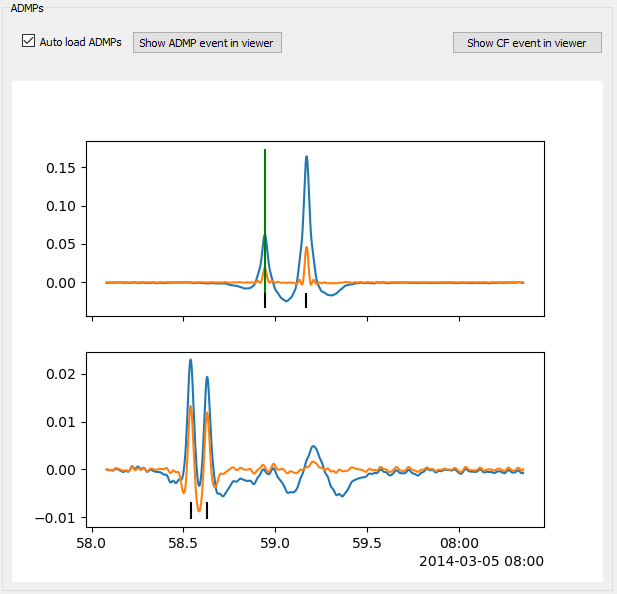 ADMPs
Auto load ADMPs
Show ADMP event in viewer
Show CF event in viewer
0.15
0.10
0.05
0.00
0.02
0.01
0.00
−0.01
58.0 58.5 59.0 59.5 08:00
2014-03-05 08:00